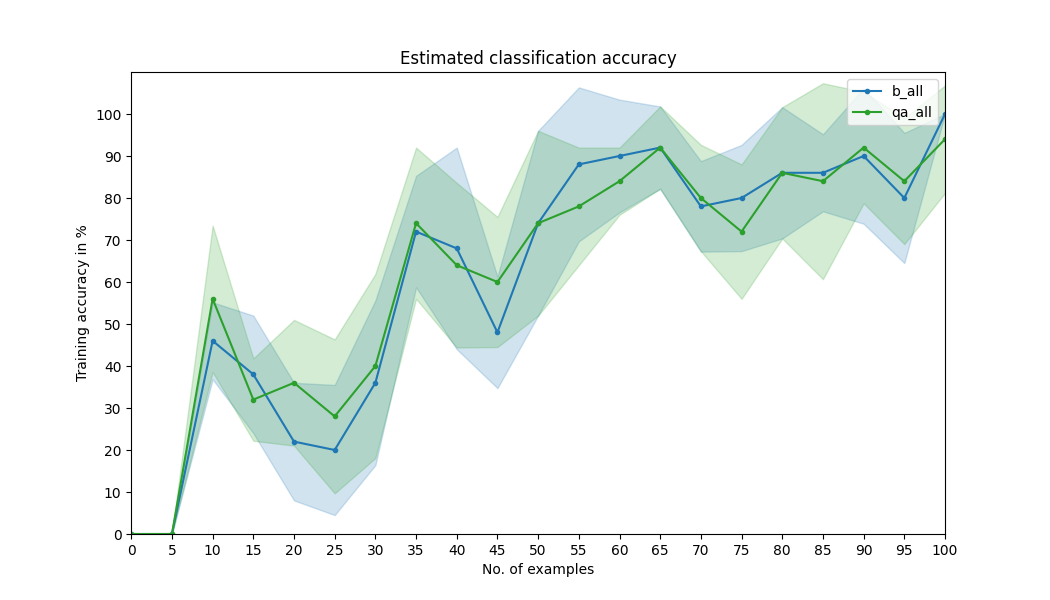 Estimated classification accuracy
b_all
qa_all
Training accuracy in %
100
90
80
70
60
50
40
30
20
10
0
0 5 10 15 20 25 30 35 40 45 50 55 60 65 70 75 80 85 90 95 100
No. of examples